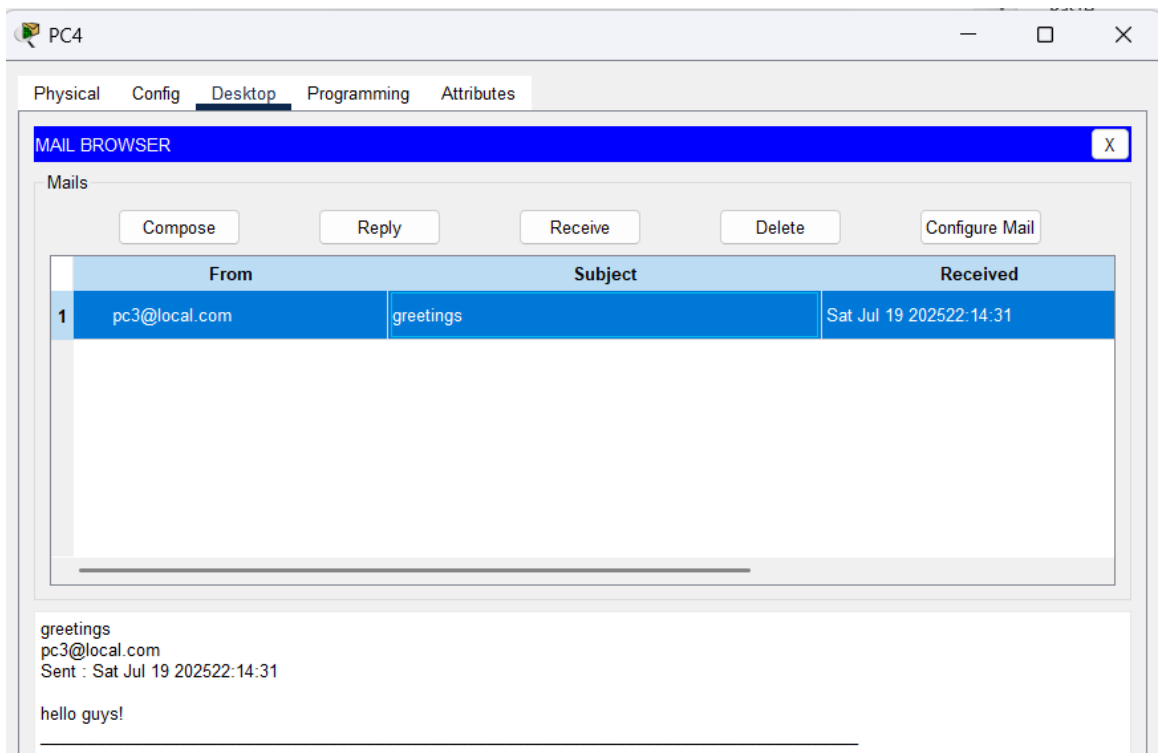 PC4
Physical Config Desktop Programming Attributes
MAIL BROWSER X
Mails
Compose Reply Receive Delete Configure Mail
From Subject Received
1 pc3@local.com greetings Sat Jul 19 202522:14:31
greetings
pc3@local.com
Sent : Sat Jul 19 202522:14:31
hello guys!